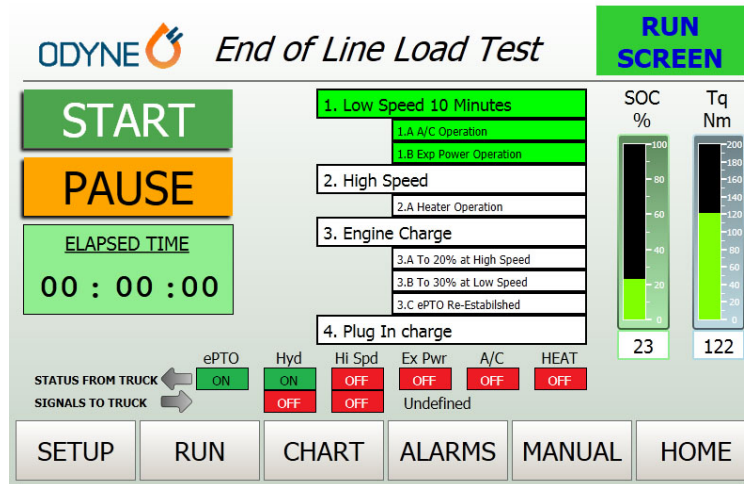 ODYNE
End of Line Load Test
RUN
SCREEN
START
PAUSE
ELAPSED TIME
00 : 00 :00
1. Low Speed 10 Minutes
1.A A/C Operation
1.B Exp Power Operation
2. High Speed
2.A Heater Operation
3. Engine Charge
3.A To 20% at High Speed
3.B To 30% at Low Speed
3.C ePTO Re-Estabilshed
4. Plug In charge
SOC
%
100
80
60
40
20
0
23
Tq
Nm
200
180
160
140
120
100
80
60
40
20
0
122
ePTO Hyd Hi Spd Ex Pwr A/C HEAT
STATUS FROM TRUCK ON ON OFF OFF OFF OFF
SIGNALS TO TRUCK OFF OFF Undefined
SETUP RUN CHART ALARMS MANUAL HOME